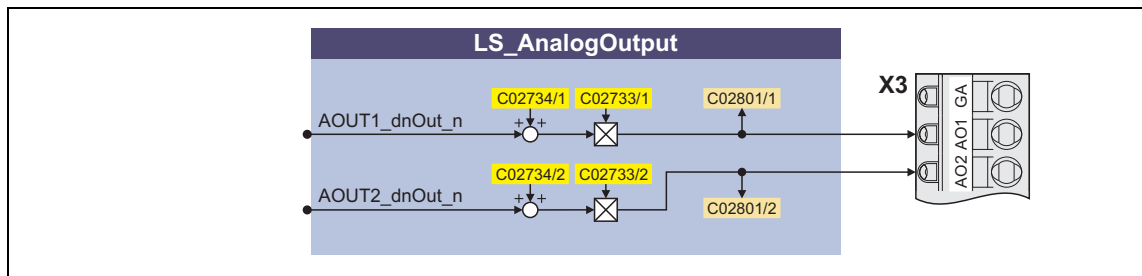 LS_AnalogOutput
X3
GA
AO1
AO2
C02734/1 C02733/1 C02801/1
AOUT1_dnOut_n
+ +
C02734/2 C02733/2
AOUT2_dnOut_n
+ +
C02801/2